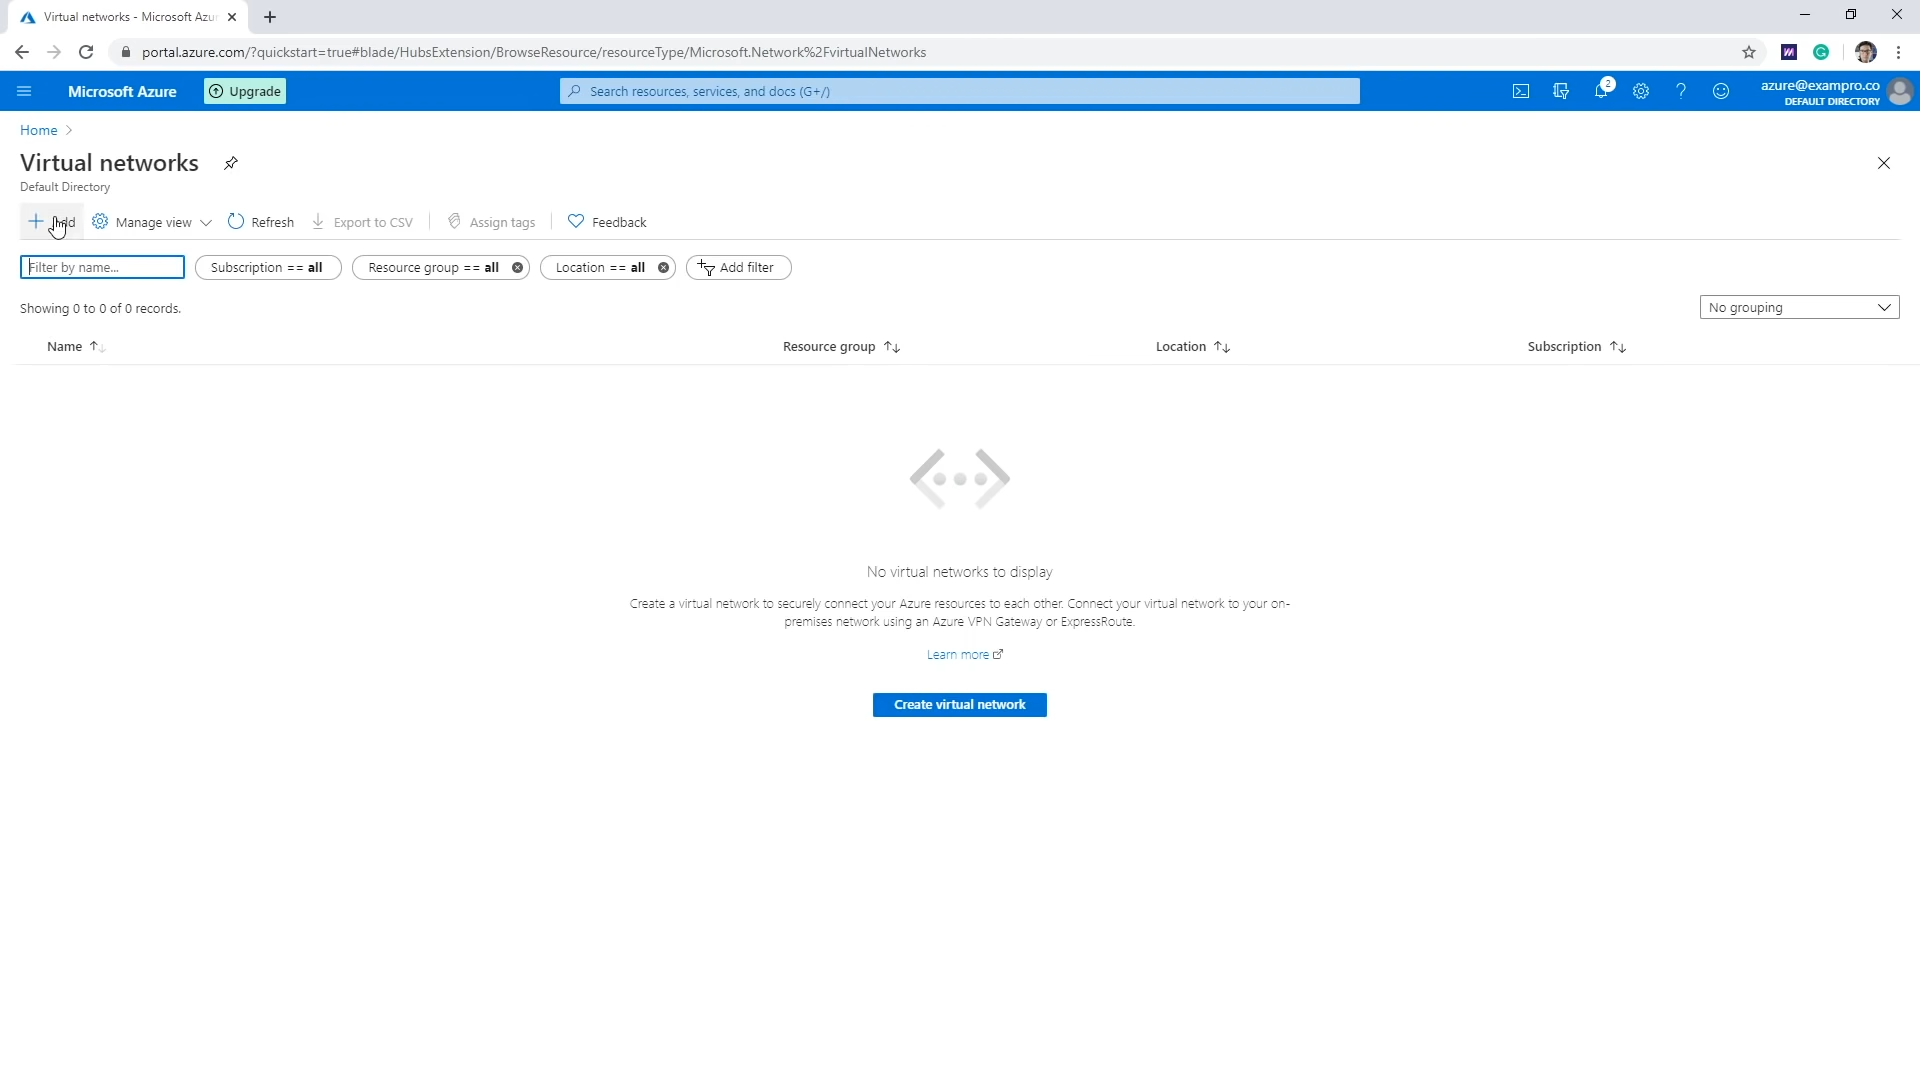 Virtual networks - Microsoft Azu
portal.azure.com/?quickstart=true#blade/HubsExtension/BrowseResource/resourceType/Microsoft.Network%2FvirtualNetworks
Microsoft Azure Upgrade Search resources, services, and docs (G+/) 2 azure@exampro.co
DEFAULT DIRECTORY
Home
Virtual networks
Default Directory
Manage view Refresh Export to CSV Assign tags Feedback
Filter by name... Subscription == all Resource group == all Location == all Add filter
Showing 0 to 0 of 0 records. No grouping
Name Resource group Location Subscription
No virtual networks to display
Create a virtual network to securely connect your Azure resources to each other. Connect your virtual network to your on-
premises network using an Azure VPN Gateway or ExpressRoute.
Learn more
Create virtual network